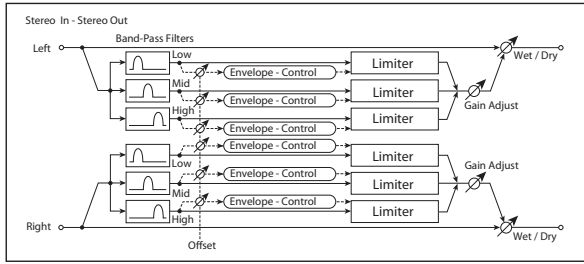 Stereo In - Stereo Out
Band-Pass Filters
Left
Wet / Dry
Low
Limiter
Envelope - Control
Mid
Limiter
Envelope - Control
Gain Adjust
High
Limiter
Envelope - Control
Envelope - Control
Limiter
Low
Gain Adjust
Envelope - Control
Mid
Limiter
Envelope - Control
High
Limiter
Right
Wet / Dry
Offset